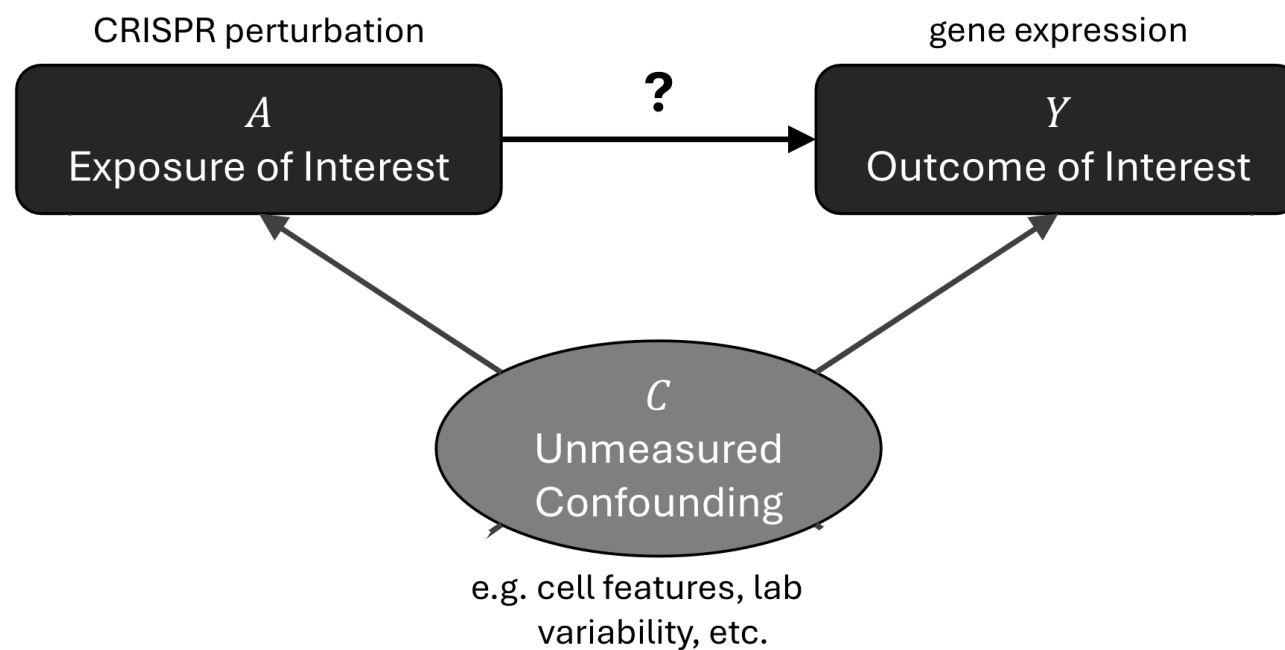 CRISPR perturbation
gene expression
A
Exposure of Interest
?
Y
Outcome of Interest
C
Unmeasured
Confounding
e.g. cell features, lab
variability, etc.